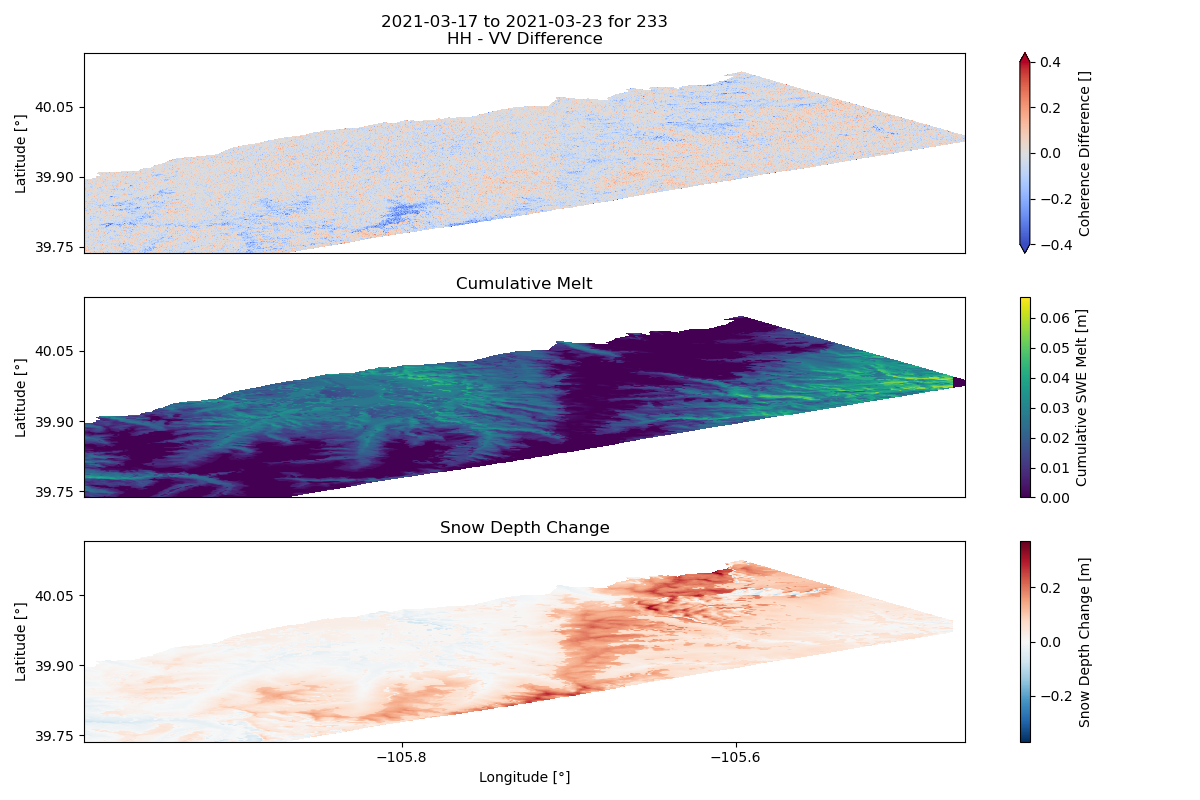 2021-03-17 to 2021-03-23 for 233
HH - VV Difference
40.05
39.90
39.75
Latitude [°]
0.4
0.2
0.0
−0.2
−0.4
Coherence Difference []
Cumulative Melt
40.05
39.90
39.75
Latitude [°]
0.06
0.05
0.04
0.03
0.02
0.01
0.00
Cumulative SWE Melt [m]
Snow Depth Change
40.05
39.90
39.75
Latitude [°]
0.2
0.0
−0.2
Snow Depth Change [m]
−105.8
−105.6
Longitude [°]